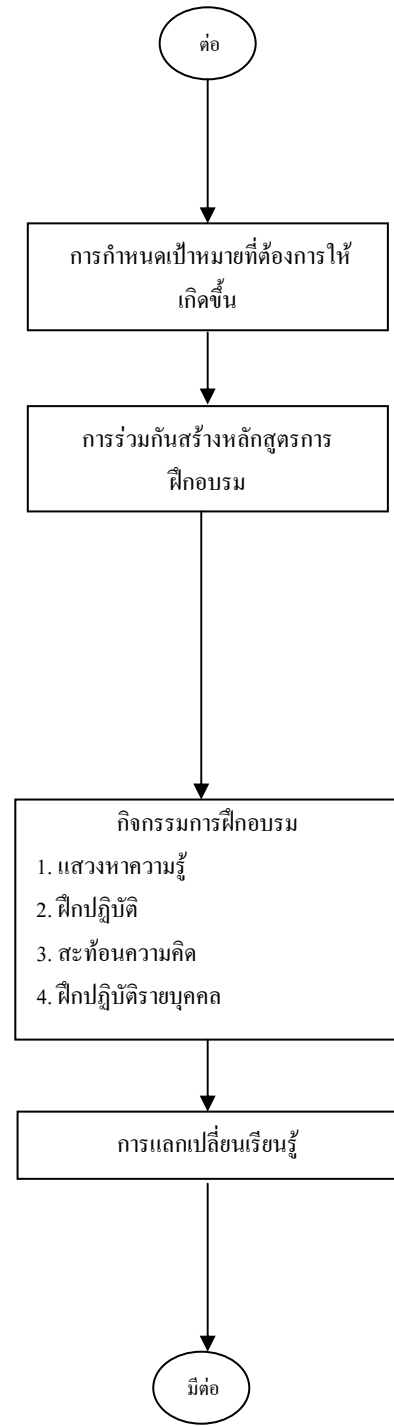 ต่อ
การกำหนดเป้าหมายที่ต้องการให้
เกิดขึ้น
การร่วมกันสร้างหลักสูตรการ
ฝึกอบรม
กิจกรรมการฝึกอบรม
1. แสวงหาความรู้
2. ฝึกปฏิบัติ
3. สะท้อนความคิด
4. ฝึกปฏิบัติรายบุคคล
การแลกเปลี่ยนเรียนรู้
มีต่อ